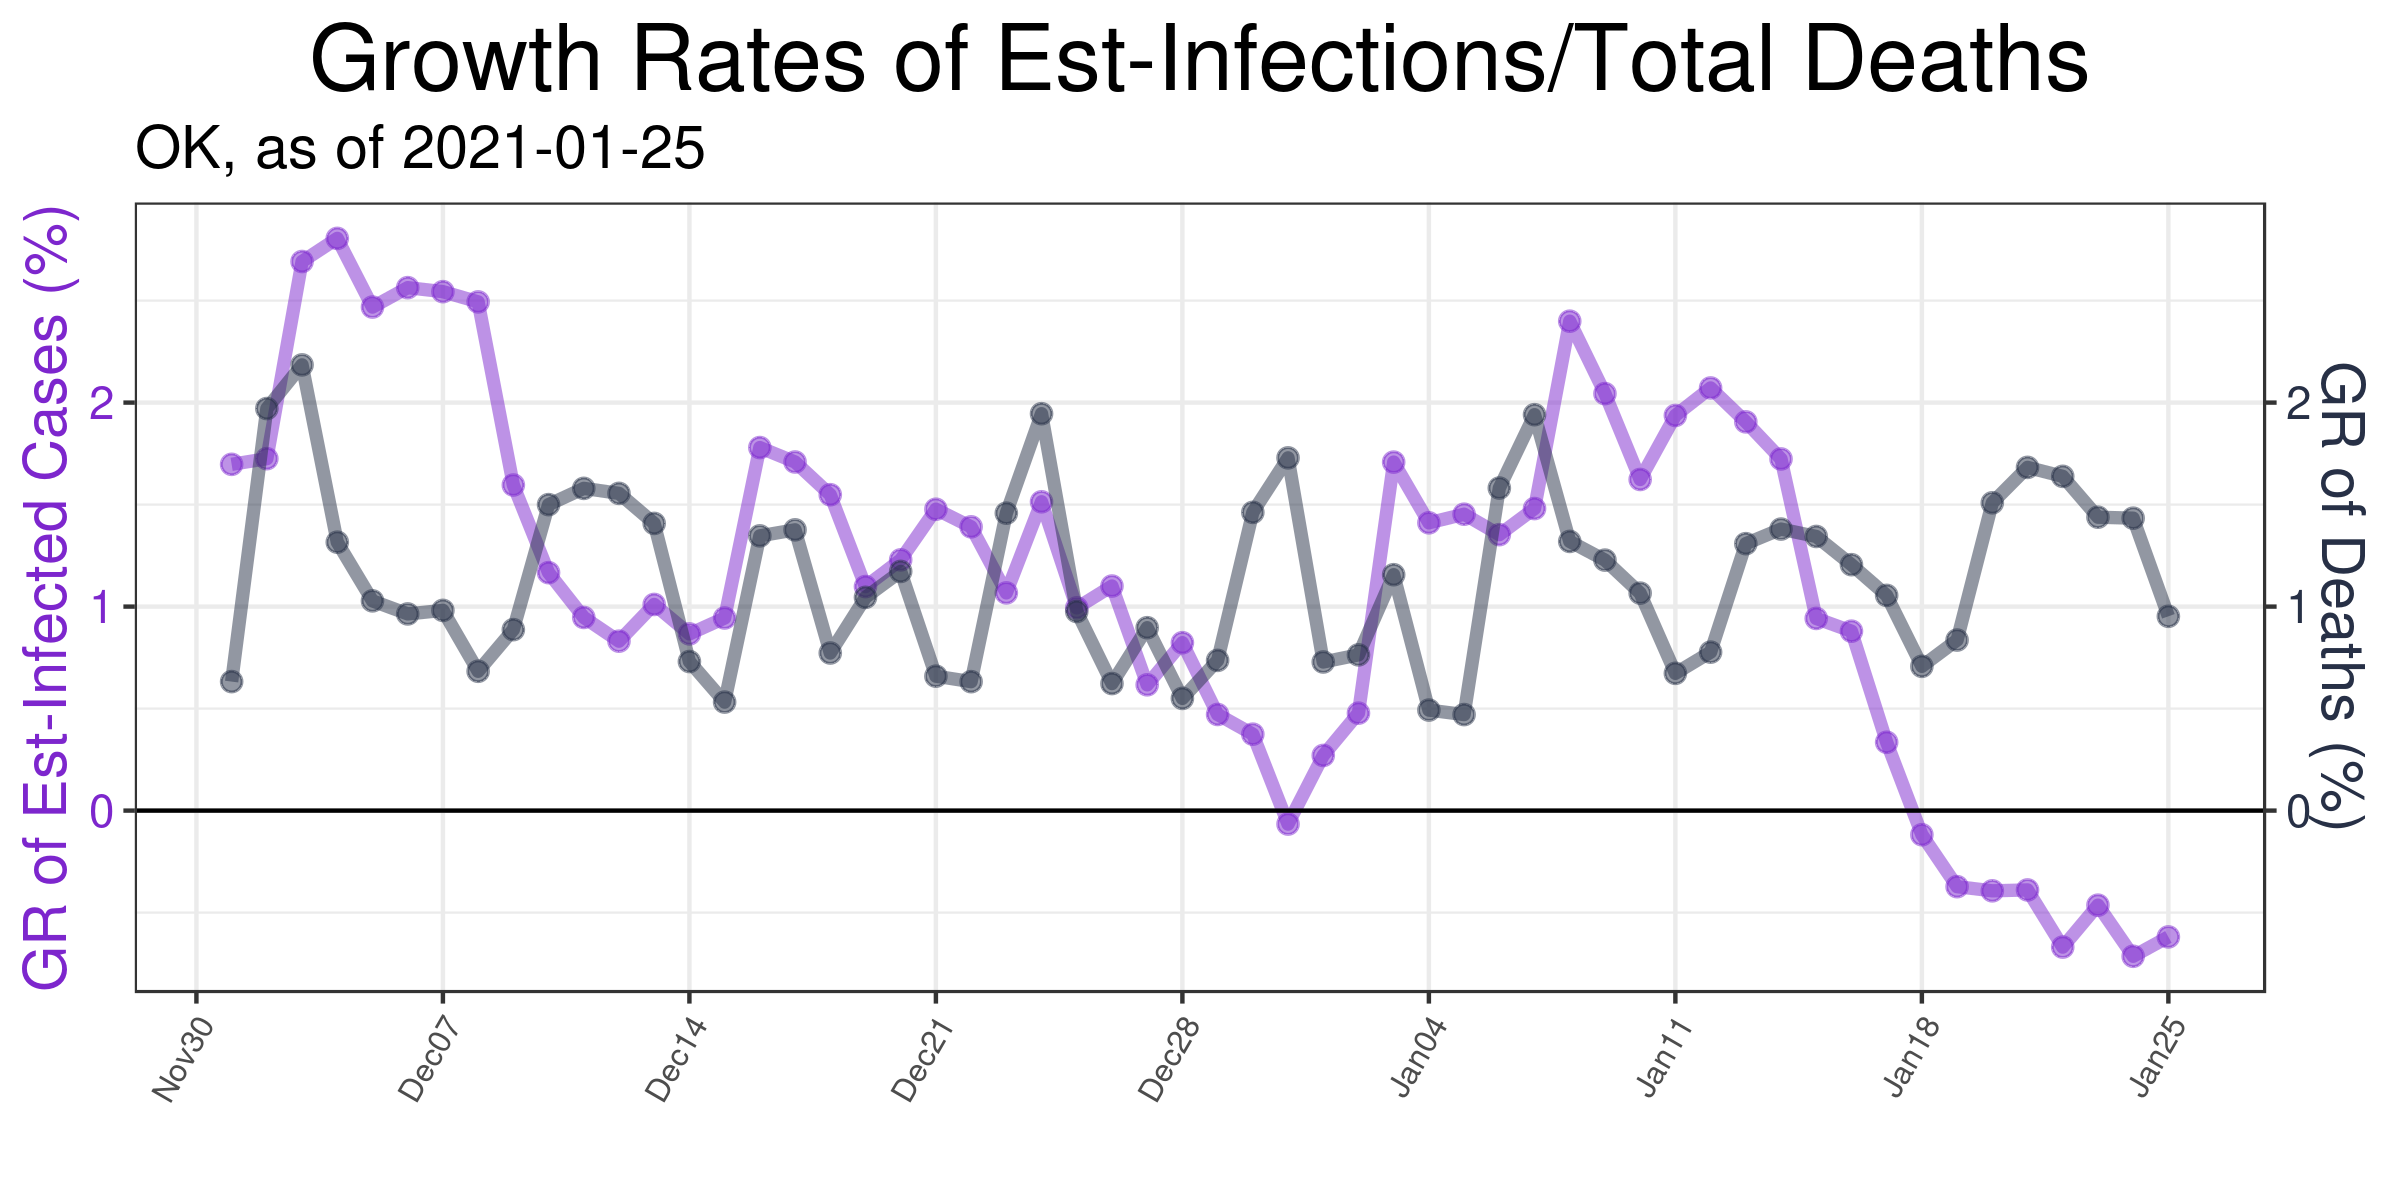 Growth Rates of Est-Infections/Total Deaths
OK, as of 2021-01-25
GR of Est-Infected Cases (%)
2
1
0
2
1
0
GR of Deaths (%)
Nov30
Dec07
Dec14
Dec21
Dec28
Jan04
Jan11
Jan18
Jan25